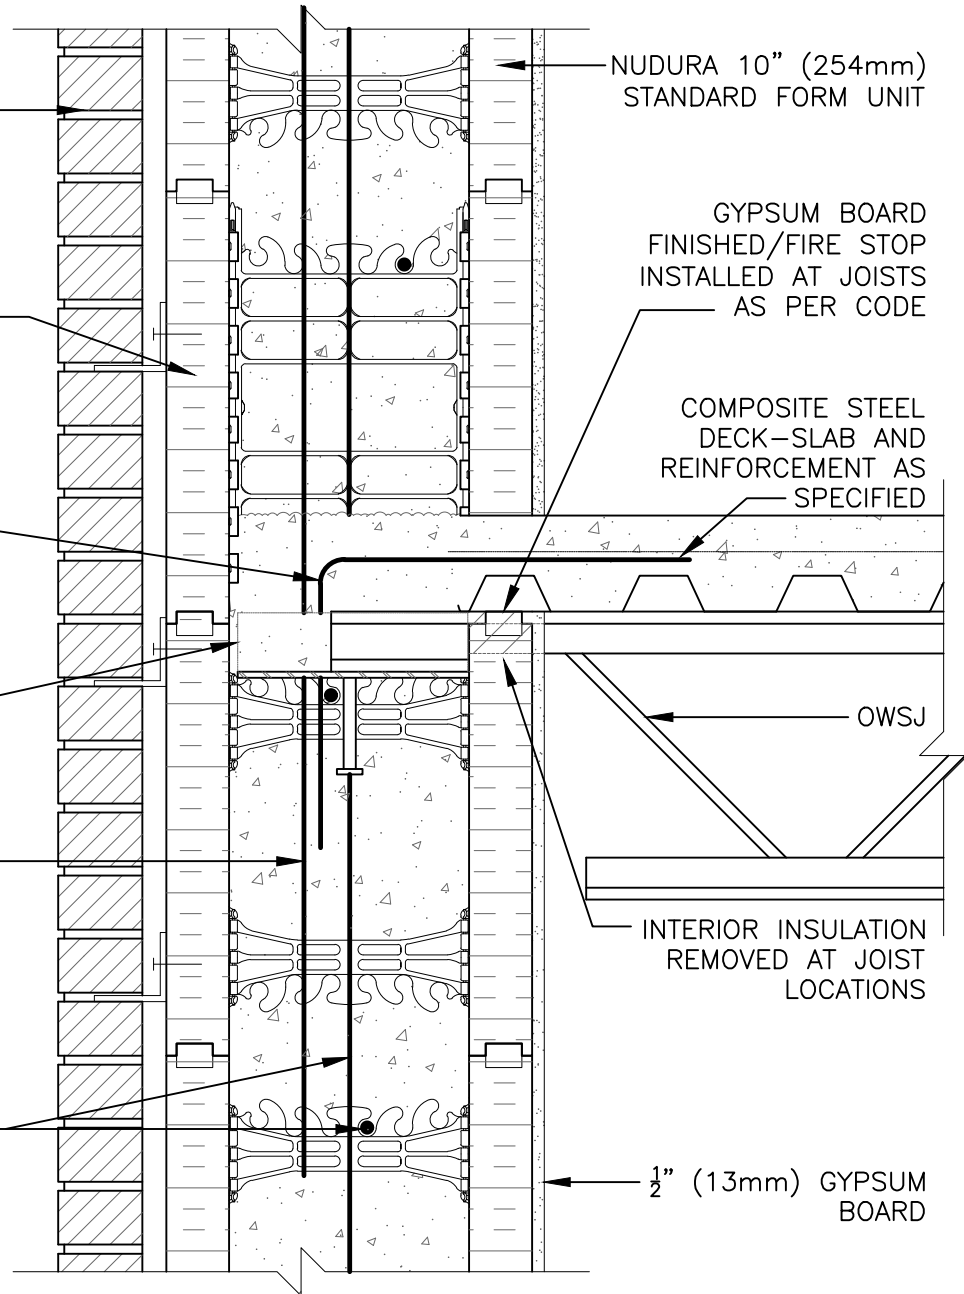 NUDURA 10” (254mm)
STANDARD FORM UNIT
GYPSUM BOARD
FINISHED/FIRE STOP
INSTALLED AT JOISTS
AS PER CODE
COMPOSITE STEEL
DECK-SLAB AND
REINFORCEMENT AS
SPECIFIED
OWSJ
INTERIOR INSULATION
REMOVED AT JOIST
LOCATIONS
½” (13mm) GYPSUM
BOARD